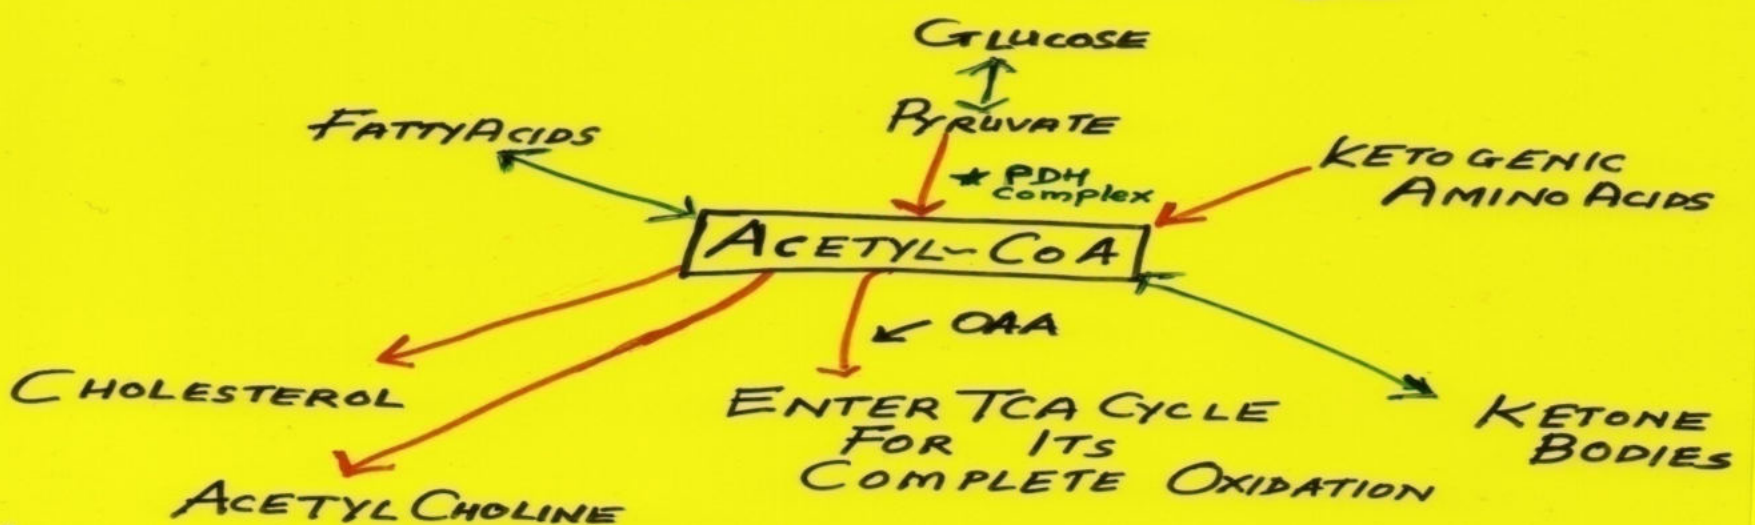 GLUCOSE
PYRUVATE
FATTY ACIDS
KETOGENIC
AMINO ACIDS
* PDH
complex
ACETYL~CoA
OAA
CHOLESTEROL
ACETYL CHOLINE
ENTER TCA CYCLE
FOR ITS
COMPLETE OXIDATION
KETONE
BODIES